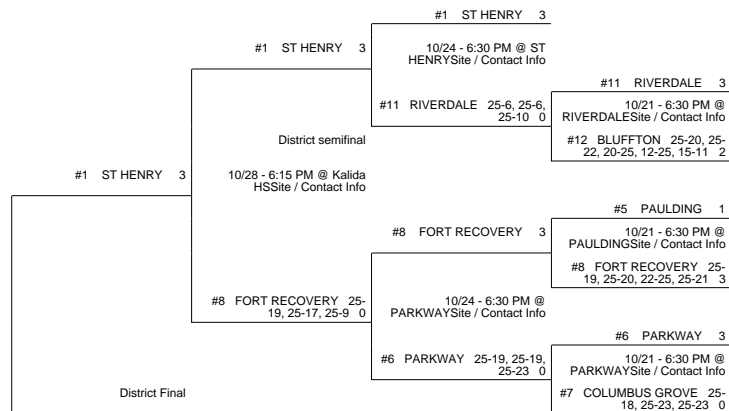 #1 ST HENRY 3
#1 ST HENRY 3
10/24 - 6:30 PM @ ST
HENRYSite / Contact Info
#11 RIVERDALE 3
#11 RIVERDALE 25-6, 25-6,
25-10 0
10/21 - 6:30 PM @
RIVERDALESite / Contact Info
District semifinal
#12 BLUFFTON 25-20, 25-
22, 20-25, 12-25, 15-11 2
#1 ST HENRY 3
10/28 - 6:15 PM @ Kalida
HSSite / Contact Info
#5 PAULDING 1
#8 FORT RECOVERY 3
10/21 - 6:30 PM @
PAULDINGSite / Contact Info
#8 FORT RECOVERY 25-
19, 25-20, 22-25, 25-21 3
#8 FORT RECOVERY 25-
19, 25-17, 25-9 0
10/24 - 6:30 PM @
PARKWAYSite / Contact Info
#6 PARKWAY 3
#6 PARKWAY 25-19, 25-19,
25-23 0
10/21 - 6:30 PM @
PARKWAYSite / Contact Info
District Final
#7 COLUMBUS GROVE 25-
18, 25-23, 25-23 0